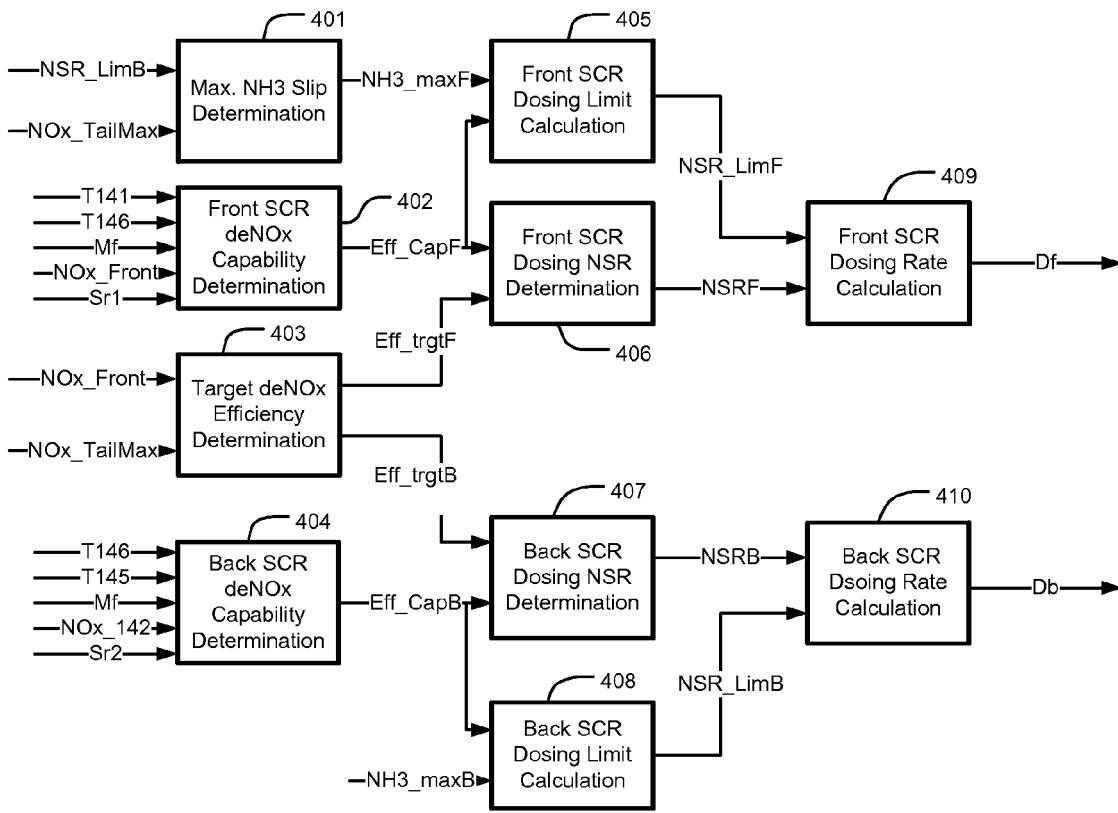 401
NSR_LimB
NOx_TailMax
Max. NH3 Slip
Determination
NH3_maxF
405
Front SCR
Dosing Limit
Calculation
T141
T146
Mf
NOx_Front
Sr1
402
Front SCR
deNOx
Capability
Determination
Eff_CapF
Front SCR
Dosing NSR
Determination
406
NSR_LimF
NSRF
409
Front SCR
Dosing Rate
Calculation
Df
403
NOx_Front
NOx_TailMax
Target deNOx
Efficiency
Determination
Eff_trgtF
Eff_trgtB
404
T146
T145
Mf
NOx_142
Sr2
Back SCR
deNOx
Capability
Determination
Eff_CapB
407
Back SCR
Dosing NSR
Determination
NSRB
410
Back SCR
Dsoing Rate
Calculation
Db
NSR_LimB
408
Back SCR
Dosing Limit
Calculation
NH3_maxB